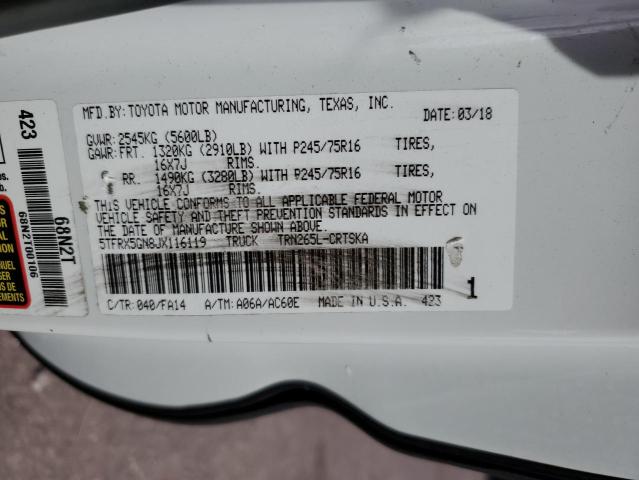 MFD.BY:TOYOTA MOTOR MANUFACTURING, TEXAS, INC.
DATE:03/18
GVWR:2545KG (5600LB)
GAWR:FRT. 1320KG (2910LB) WITH P245/75R16 TIRES,
16X7J RIMS.
RR. 1490KG (3280LB) WITH P245/75R16 TIRES,
16X7J RIMS.
THIS VEHICLE CONFORMS TO ALL APPLICABLE FEDERAL MOTOR
VEHICLE SAFETY AND THEFT PREVENTION STANDARDS IN EFFECT ON
THE DATE OF MANUFACTURE SHOWN ABOVE.
5TFRX5GN8JX116119 TRUCK TRN265L-CRTSKA
C/TR:040/FA14 A/TM:A06A/AC60E MADE IN U.S.A. 423
1
423
68N2T
68N2T00106